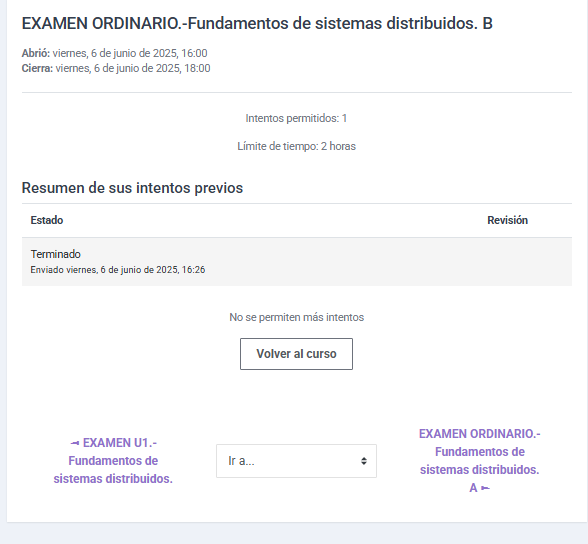 EXAMEN ORDINARIO.-Fundamentos de sistemas distribuidos. B
Abrió: viernes, 6 de junio de 2025, 16:00
Cierra: viernes, 6 de junio de 2025, 18:00
Intentos permitidos: 1
Límite de tiempo: 2 horas
Resumen de sus intentos previos
Estado Revisión
Terminado
Enviado viernes, 6 de junio de 2025, 16:26
No se permiten más intentos
Volver al curso
◄ EXAMEN U1.-
Fundamentos de
sistemas distribuidos.
Ir a...
EXAMEN ORDINARIO.-
Fundamentos de
sistemas distribuidos.
A ►